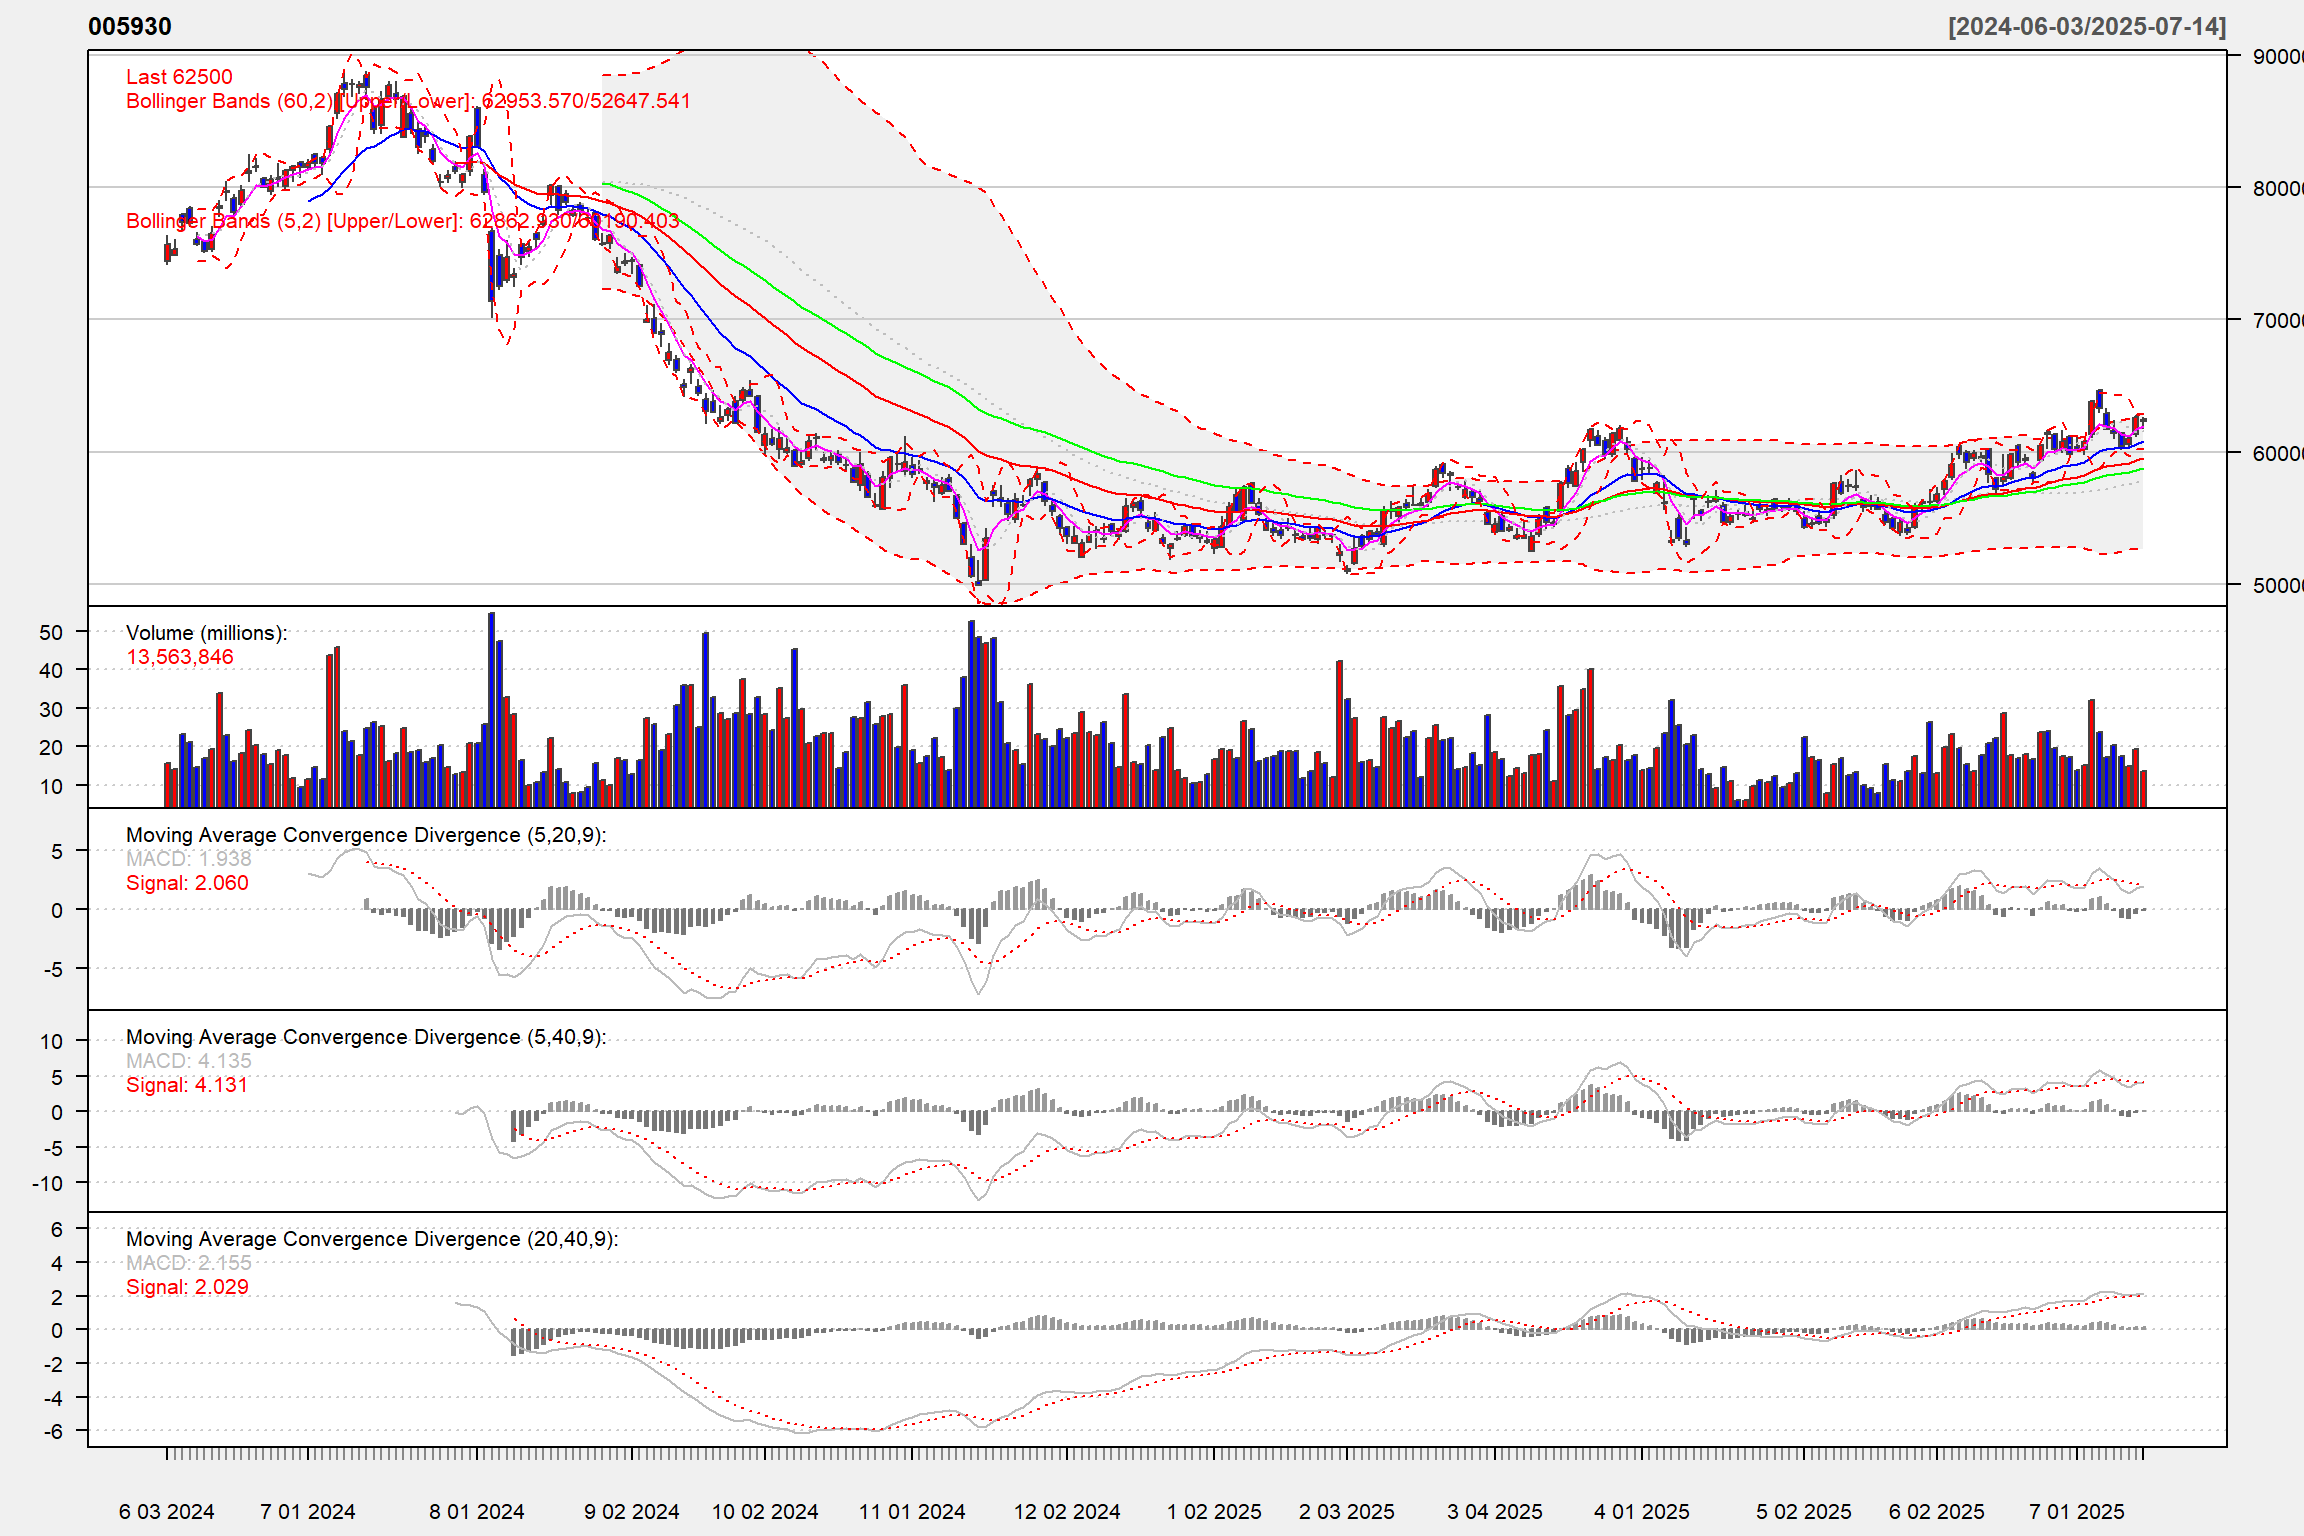 005930
[2024-06-03/2025-07-14]
Last 62500
Bollinger Bands (60,2) [Upper/Lower]: 62953.570/52647.541
Bollinger Bands (5,2) [Upper/Lower]: 62862.930/60190.403
90000
80000
70000
60000
50000
Volume (millions):
13,563,846
50
40
30
20
10
Moving Average Convergence Divergence (5,20,9):
MACD: 1.938
Signal: 2.060
5
0
-5
Moving Average Convergence Divergence (5,40,9):
MACD: 4.135
Signal: 4.131
10
5
0
-5
-10
Moving Average Convergence Divergence (20,40,9):
MACD: 2.155
Signal: 2.029
6
4
2
0
-2
-4
-6
6 03 2024 7 01 2024 8 01 2024 9 02 2024 10 02 2024 11 01 2024 12 02 2024 1 02 2025 2 03 2025 3 04 2025 4 01 2025 5 02 2025 6 02 2025 7 01 2025